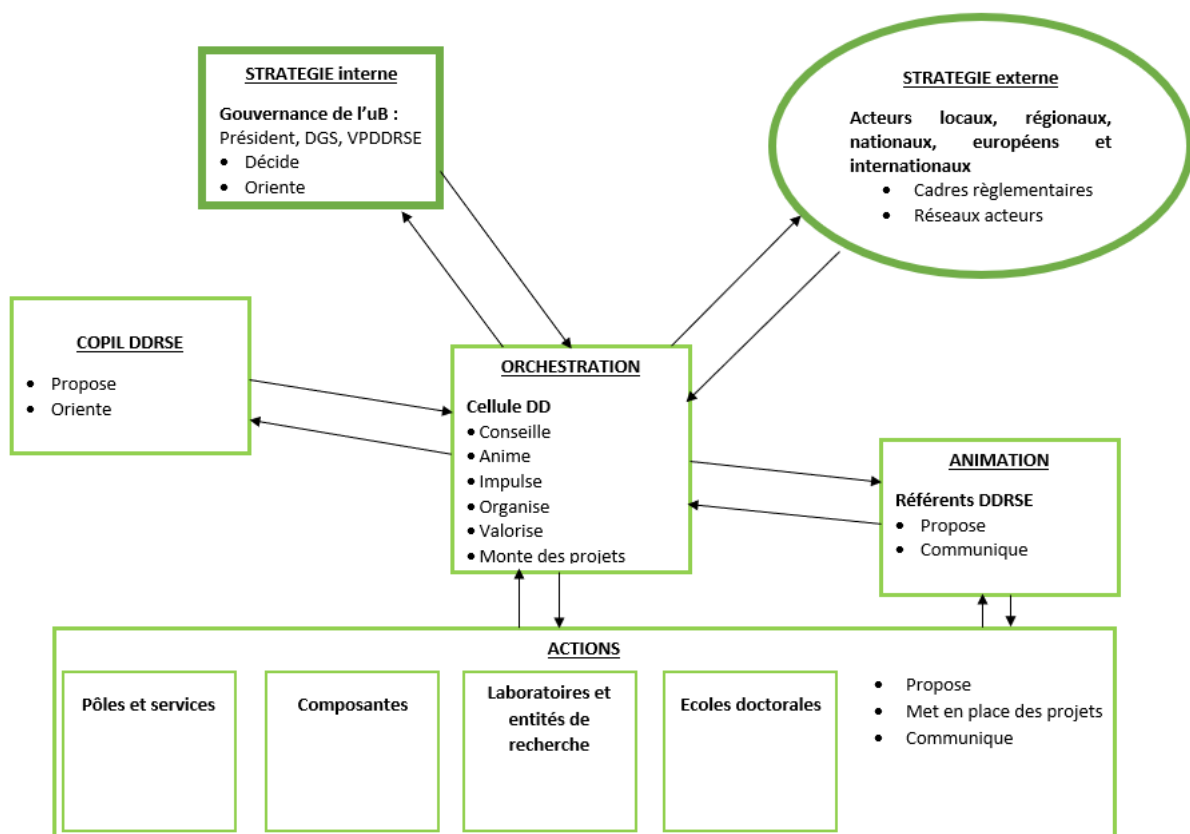 STRATEGIE interne
Gouvernance de l'uB :
Président, DGS, VPDDRSE
• Décide
• Oriente
STRATEGIE externe
Acteurs locaux, régionaux,
nationaux, européens et
internationaux
• Cadres règlementaires
• Réseaux acteurs
COPIL DDRSE
• Propose
• Oriente
ORCHESTRATION
Cellule DD
• Conseille
• Anime
• Impulse
• Organise
• Valorise
• Monte des projets
ANIMATION
Référents DDRSE
• Propose
• Communique
ACTIONS
Pôles et services
Composantes
Laboratoires et
entités de
recherche
Ecoles doctorales
• Propose
• Met en place des projets
• Communique